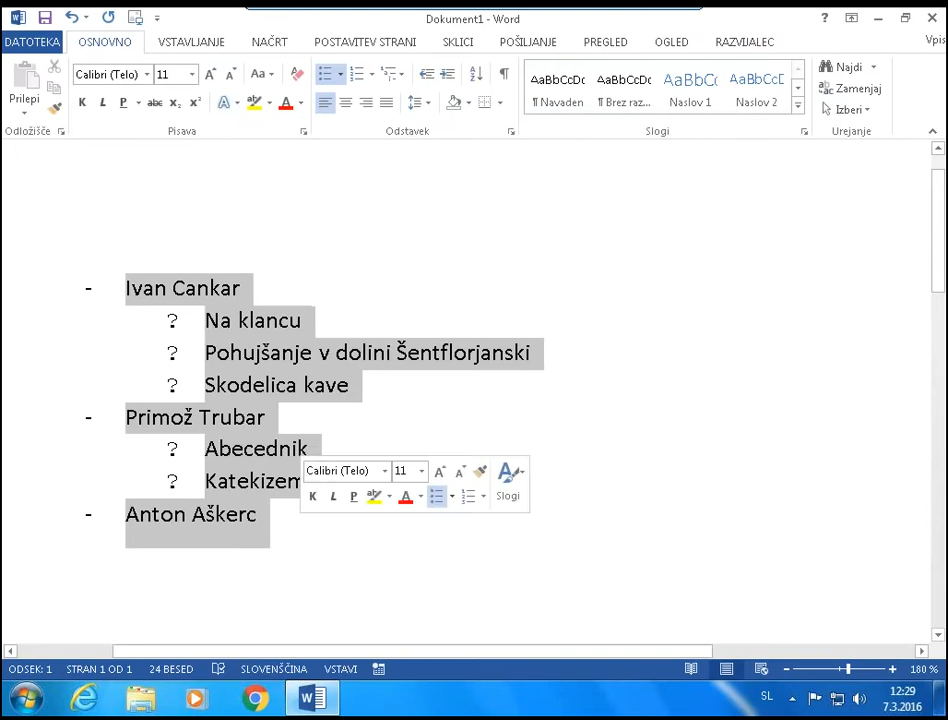 Dokument1 - Word
Vpis
DATOTEKA OSNOVNO VSTAVLJANJE NAČRT POSTAVITEV STRANI SKLICI POŠILJANJE PREGLED OGLED RAZVIJALEC
Prilepi
Calibri (Telo) 11 Aa
K L P abc x₂ x²
AaBbCcDc AaBbCcDc AaBbC( AaBbCcE
¶ Navaden ¶ Brez raz... Naslov 1 Naslov 2
Najdi
Zamenjaj
Izberi
Odložišče Pisava Odstavek Slogi Urejanje
- Ivan Cankar
? Na klancu
? Pohujšanje v dolini Šentflorjanski
? Skodelica kave
- Primož Trubar
? Abecednik
? Katekizem
- Anton Aškerc
Calibri (Telo) 11
K L P Slogi
ODSEK: 1 STRAN 1 OD 1 24 BESED SLOVENŠČINA VSTAVI 180 %
SL 12:29
7.3.2016